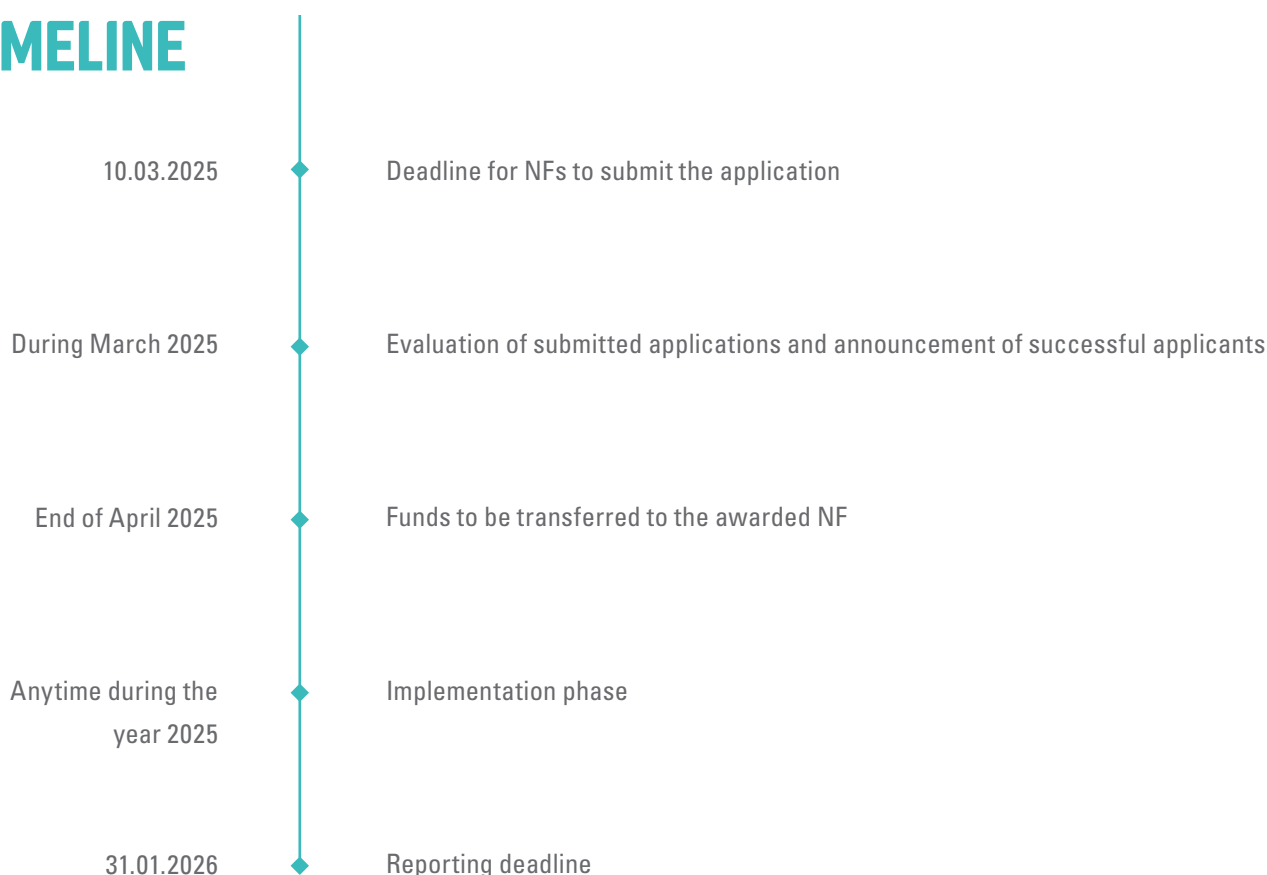 MELINE
10.03.2025 Deadline for NFs to submit the application
During March 2025 Evaluation of submitted applications and announcement of successful applicants
End of April 2025 Funds to be transferred to the awarded NF
Anytime during the Implementation phase
year 2025
31.01.2026 Reporting deadline